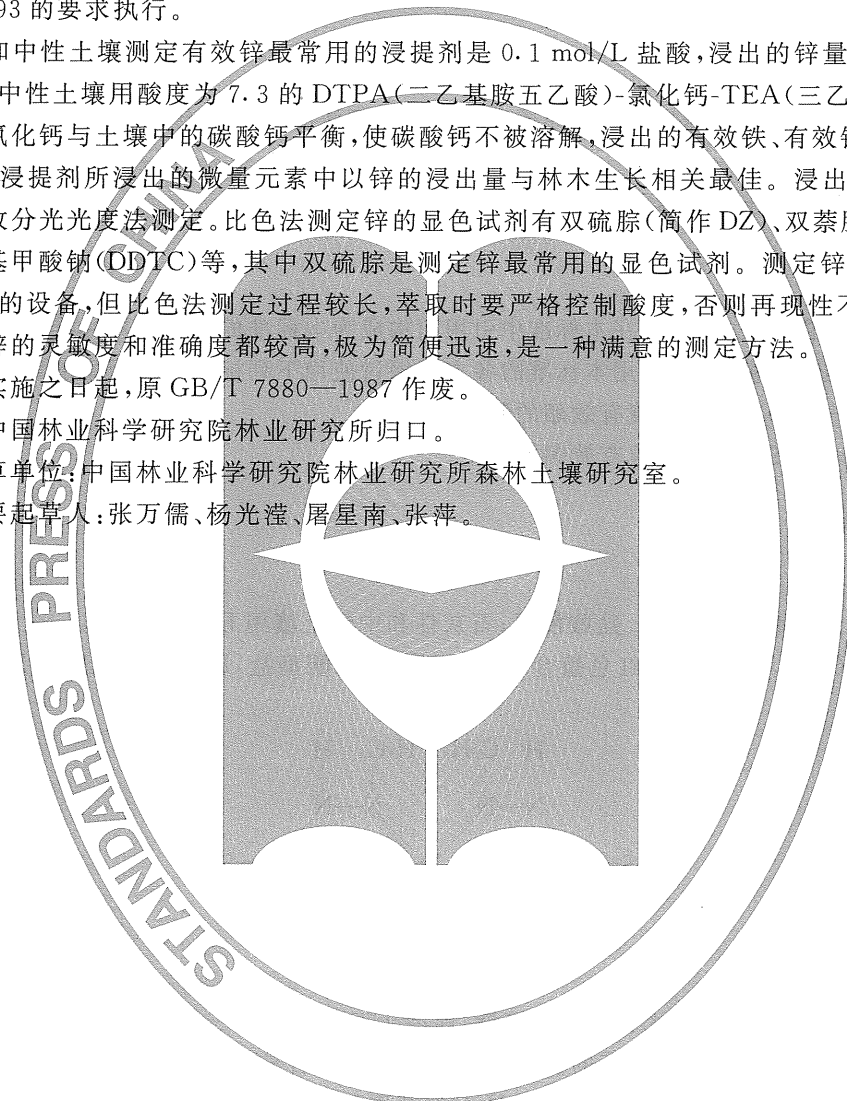 93 的要求执行。
和中性土壤测定有效锌最常用的浸提剂是 0.1 mol/L 盐酸,浸出的锌量
中性土壤用酸度为 7.3 的 DTPA(二乙基胺五乙酸)-氯化钙-TEA(三乙
氯化钙与土壤中的碳酸钙平衡,使碳酸钙不被溶解,浸出的有效铁、有效锰
浸提剂所浸出的微量元素中以锌的浸出量与林木生长相关最佳。浸出
收分光光度法测定。比色法测定锌的显色试剂有双硫腙(简作 DZ)、双萘腙
基甲酸钠(DDTC)等,其中双硫腙是测定锌最常用的显色试剂。测定锌
的设备,但比色法测定过程较长,萃取时要严格控制酸度,否则再现性不
锌的灵敏度和准确度都较高,极为简便迅速,是一种满意的测定方法。
实施之日起,原 GB/T 7880—1987 作废。
中国林业科学研究院林业研究所归口。
草单位:中国林业科学研究院林业研究所森林土壤研究室。
要起草人:张万儒、杨光滢、屠星南、张萍。
STANDARDS PRESS OF CHINA